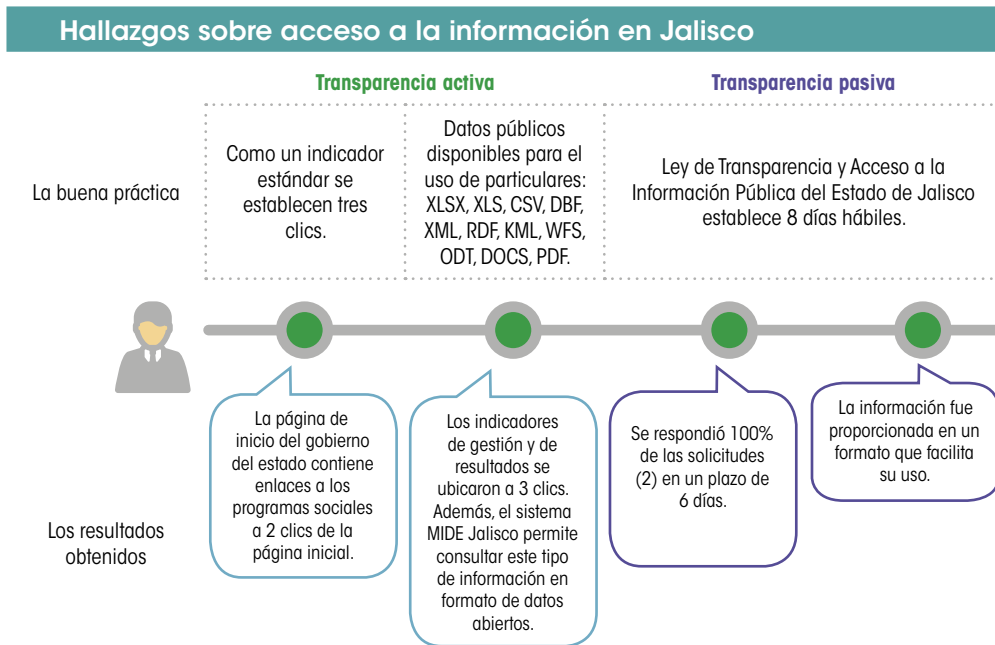 Hallazgos sobre acceso a la información en Jalisco
Transparencia activa
Transparencia pasiva
La buena práctica
Como un indicador
estándar se
establecen tres
clics.
Datos públicos
disponibles para el
uso de particulares:
XLSX, XLS, CSV, DBF,
XML, RDF, KML, WFS,
ODT, DOCS, PDF.
Ley de Transparencia y Acceso a la
Información Pública del Estado de Jalisco
establece 8 días hábiles.
Los resultados
obtenidos
La página de
inicio del gobierno
del estado contiene
enlaces a los
programas sociales
a 2 clics de la
página inicial.
Los indicadores
de gestión y de
resultados se
ubicaron a 3 clics.
Además, el sistema
MIDE Jalisco permite
consultar este tipo
de información en
formato de datos
abiertos.
Se respondió 100%
de las solicitudes
(2) en un plazo de
6 días.
La información fue
proporcionada en un
formato que facilita
su uso.